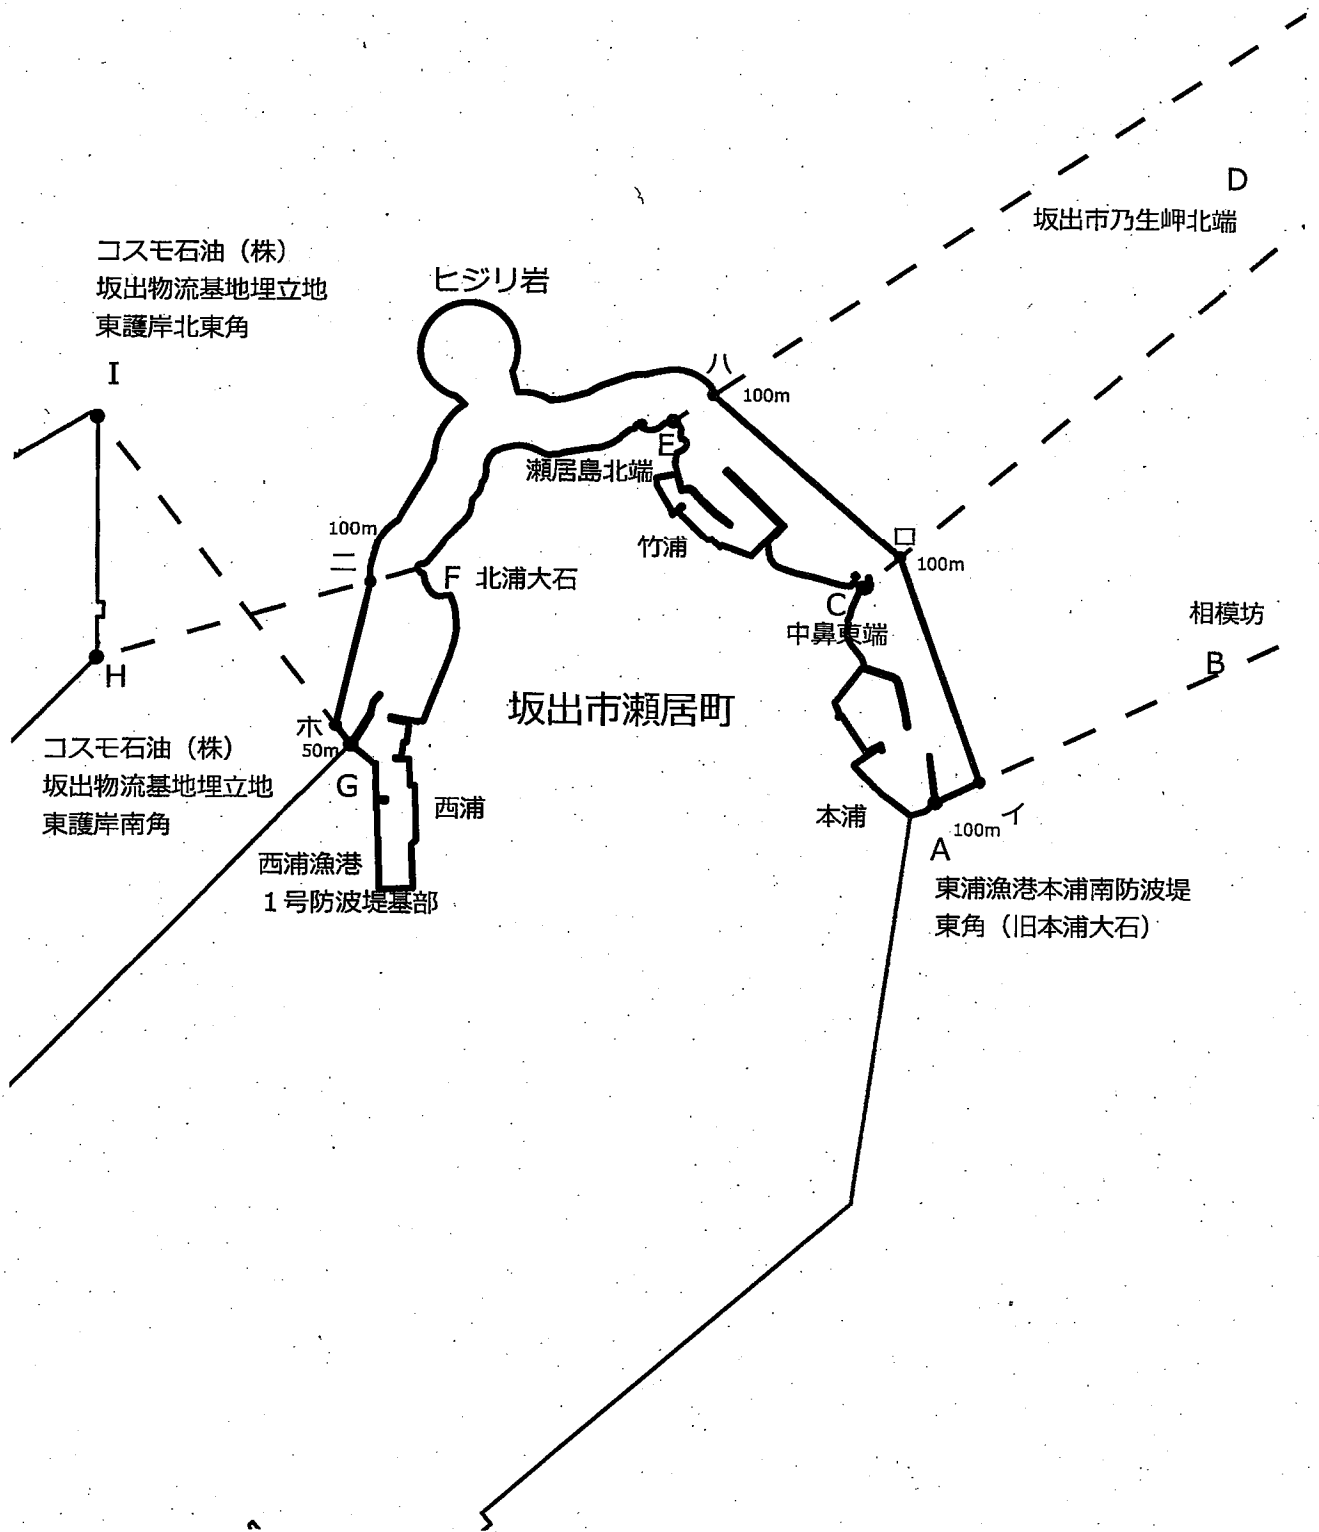 D
坂出市乃生岬北端
コスモ石油（株）
坂出物流基地埋立地
東護岸北東角
I
ヒジリ岩
ハ
100m
E
瀬居島北端
竹浦
100m
ニ
F 北浦大石
ロ
100m
C
中鼻東端
相模坊
B
H
コスモ石油（株）
坂出物流基地埋立地
東護岸南角
坂出市瀬居町
ホ
50m
G
西浦
西浦漁港
１号防波堤基部
本浦
イ
100m
A
東浦漁港本浦南防波堤
東角（旧本浦大石）